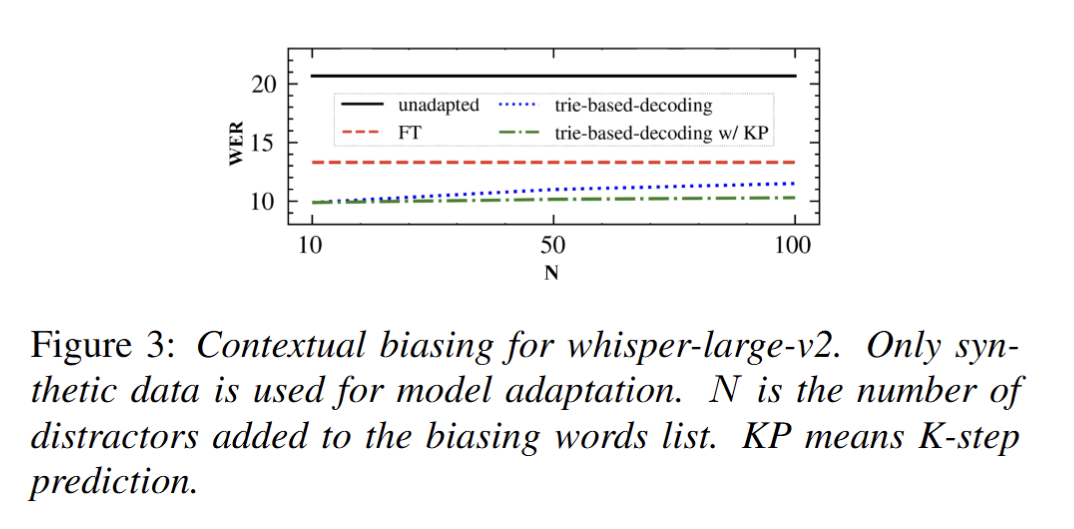 20
unadapted trie-based-decoding
FT trie-based-decoding w/ KP
WER
15
10
10 50 100
N
Figure 3: Contextual biasing for whisper-large-v2. Only syn-
thetic data is used for model adaptation. N is the number of
distractors added to the biasing words list. KP means K-step
prediction.